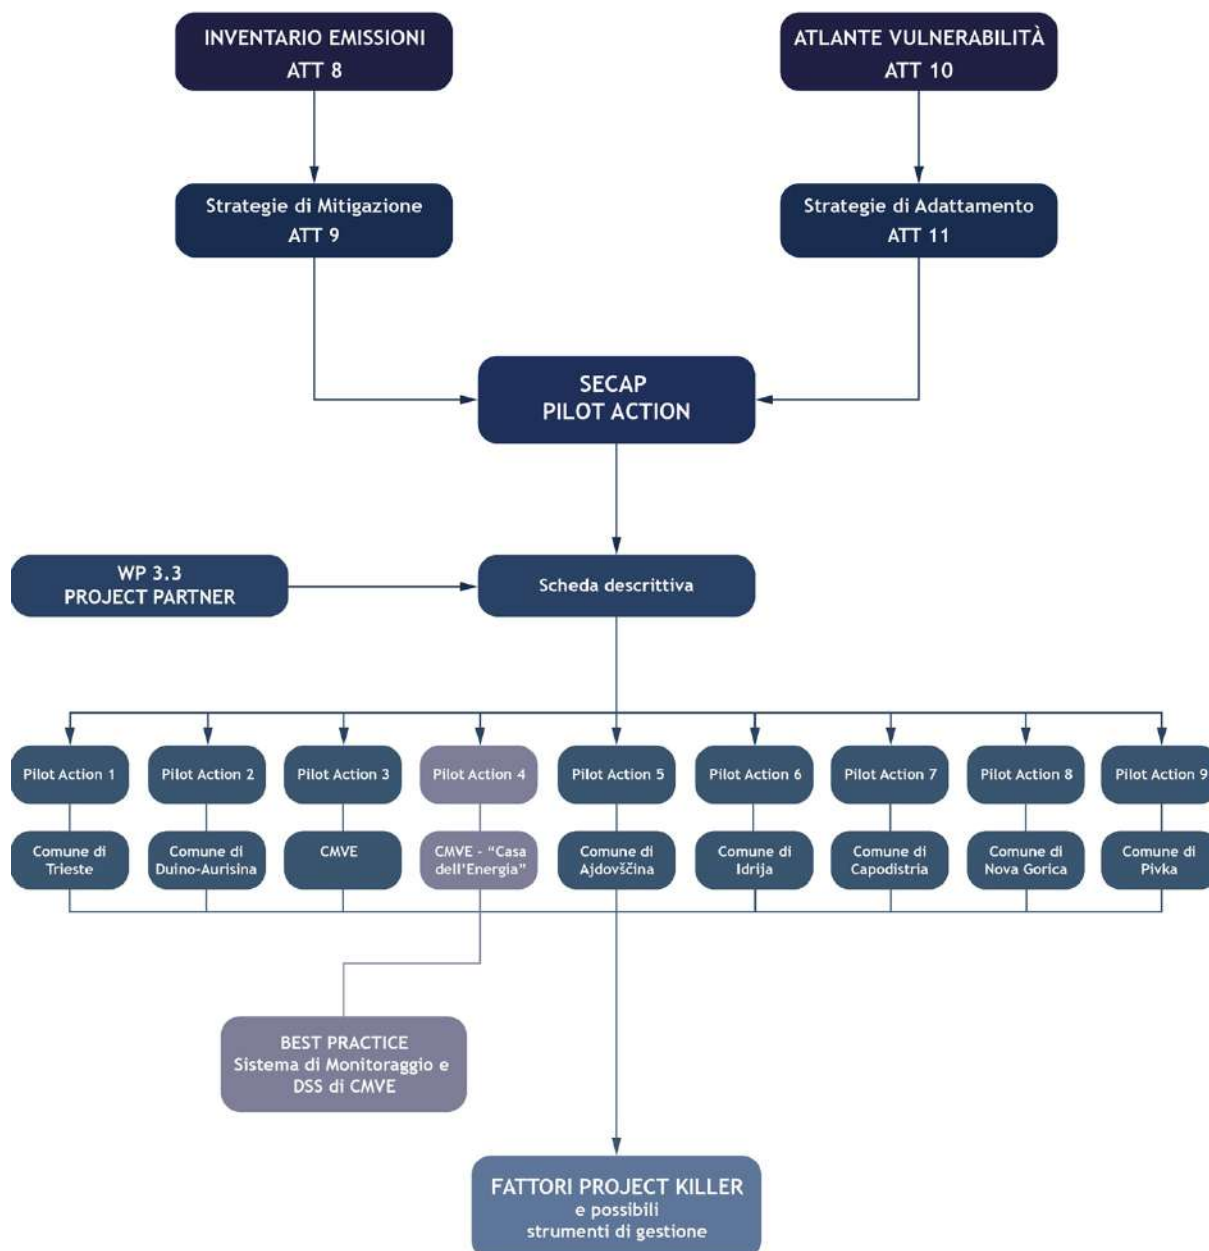 INVENTARIO EMISSIONI
ATT 8
ATLANTE VULNERABILITÀ
ATT 10
Strategie di Mitigazione
ATT 9
Strategie di Adattamento
ATT 11
SECAP
PILOT ACTION
WP 3.3
PROJECT PARTNER
Scheda descrittiva
Pilot Action 1
Pilot Action 2
Pilot Action 3
Pilot Action 4
Pilot Action 5
Pilot Action 6
Pilot Action 7
Pilot Action 8
Pilot Action 9
Comune di
Trieste
Comune di
Duino-Aurisina
CMVE
CMVE - “Casa
dell'Energia”
Comune di
Ajdovščina
Comune di
Idrija
Comune di
Capodistria
Comune di
Nova Gorica
Comune di
Pivka
BEST PRACTICE
Sistema di Monitoraggio e
DSS di CMVE
FATTORI PROJECT KILLER
e possibili
strumenti di gestione